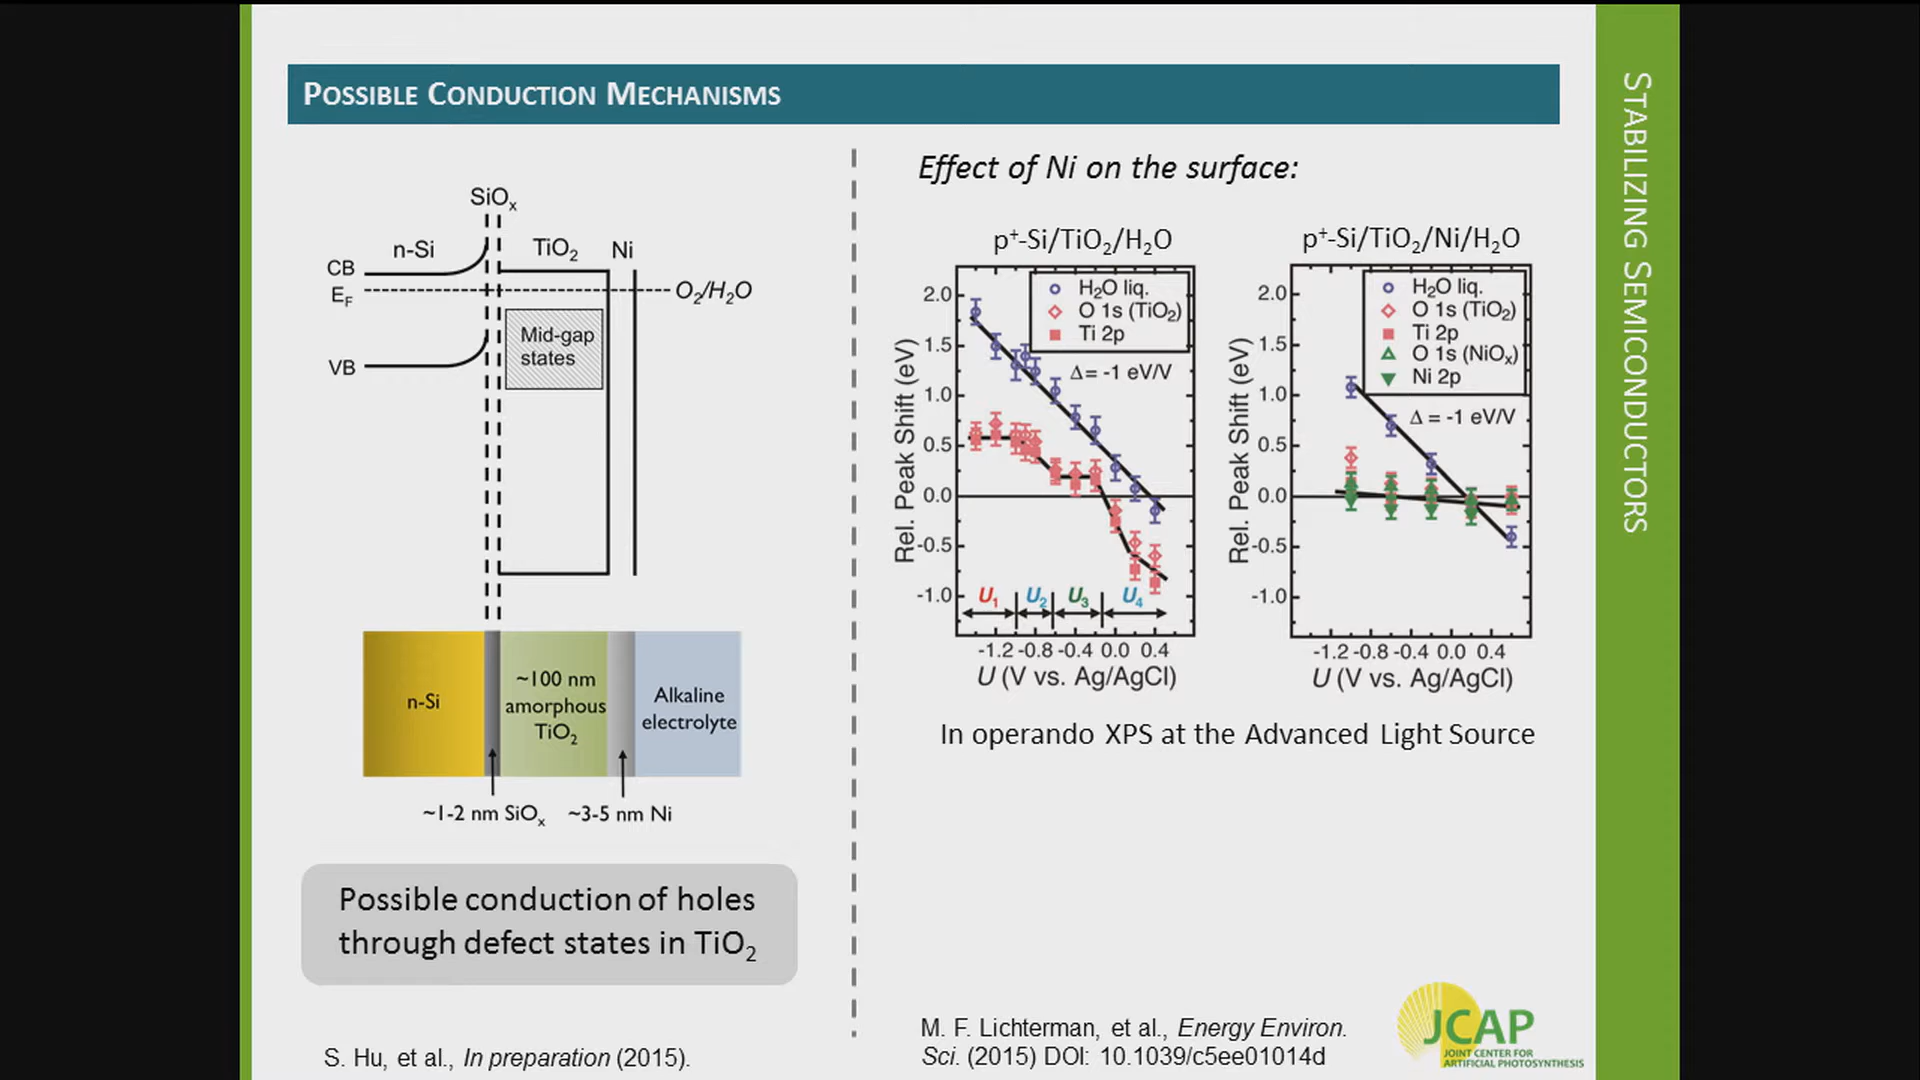 POSSIBLE CONDUCTION MECHANISMS
SiOₓ
n-Si
TiO₂
Ni
CB
E_F
O₂/H₂O
Mid-gap
states
VB
n-Si
~100 nm
amorphous
TiO₂
Alkaline
electrolyte
~1-2 nm SiOₓ
~3-5 nm Ni
Possible conduction of holes
through defect states in TiO₂
S. Hu, et al., In preparation (2015).
Effect of Ni on the surface:
p⁺-Si/TiO₂/H₂O
H₂O liq.
O 1s (TiO₂)
Ti 2p
Δ= -1 eV/V
Rel. Peak Shift (eV)
2.0
1.5
1.0
0.5
0.0
-0.5
-1.0
U₁ U₂ U₃ U₄
-1.2 -0.8 -0.4 0.0 0.4
U (V vs. Ag/AgCl)
p⁺-Si/TiO₂/Ni/H₂O
H₂O liq.
O 1s (TiO₂)
Ti 2p
O 1s (NiOₓ)
Ni 2p
Δ = -1 eV/V
Rel. Peak Shift (eV)
2.0
1.5
1.0
0.5
0.0
-0.5
-1.0
-1.2 -0.8 -0.4 0.0 0.4
U (V vs. Ag/AgCl)
In operando XPS at the Advanced Light Source
M. F. Lichterman, et al., Energy Environ.
Sci. (2015) DOI: 10.1039/c5ee01014d
JCAP
JOINT CENTER FOR
ARTIFICIAL PHOTOSYNTHESIS
STABILIZING SEMICONDUCTORS